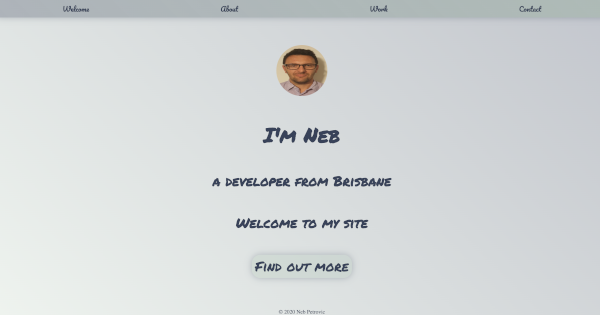 Welcome About Work Contact
I'm Neb
a developer from Brisbane
Welcome to my site
Find out more
© 2020 Neb Petrovic